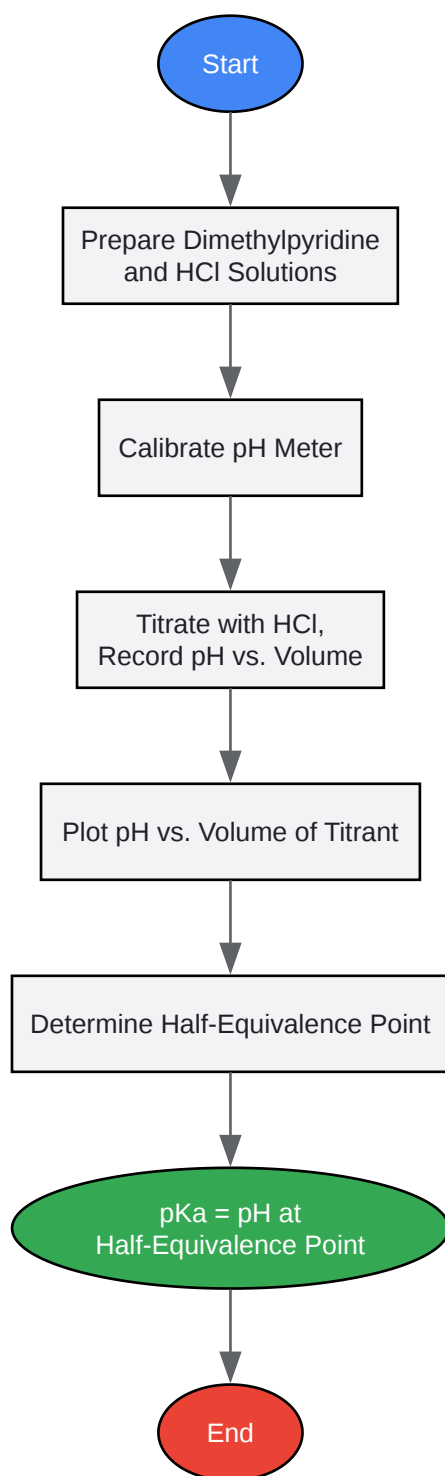 Start
Prepare Dimethylpyridine
and HCl Solutions
Calibrate pH Meter
Titrate with HCl,
Record pH vs. Volume
Plot pH vs. Volume of Titrant
Determine Half-Equivalence Point
pKa = pH at
Half-Equivalence Point
End